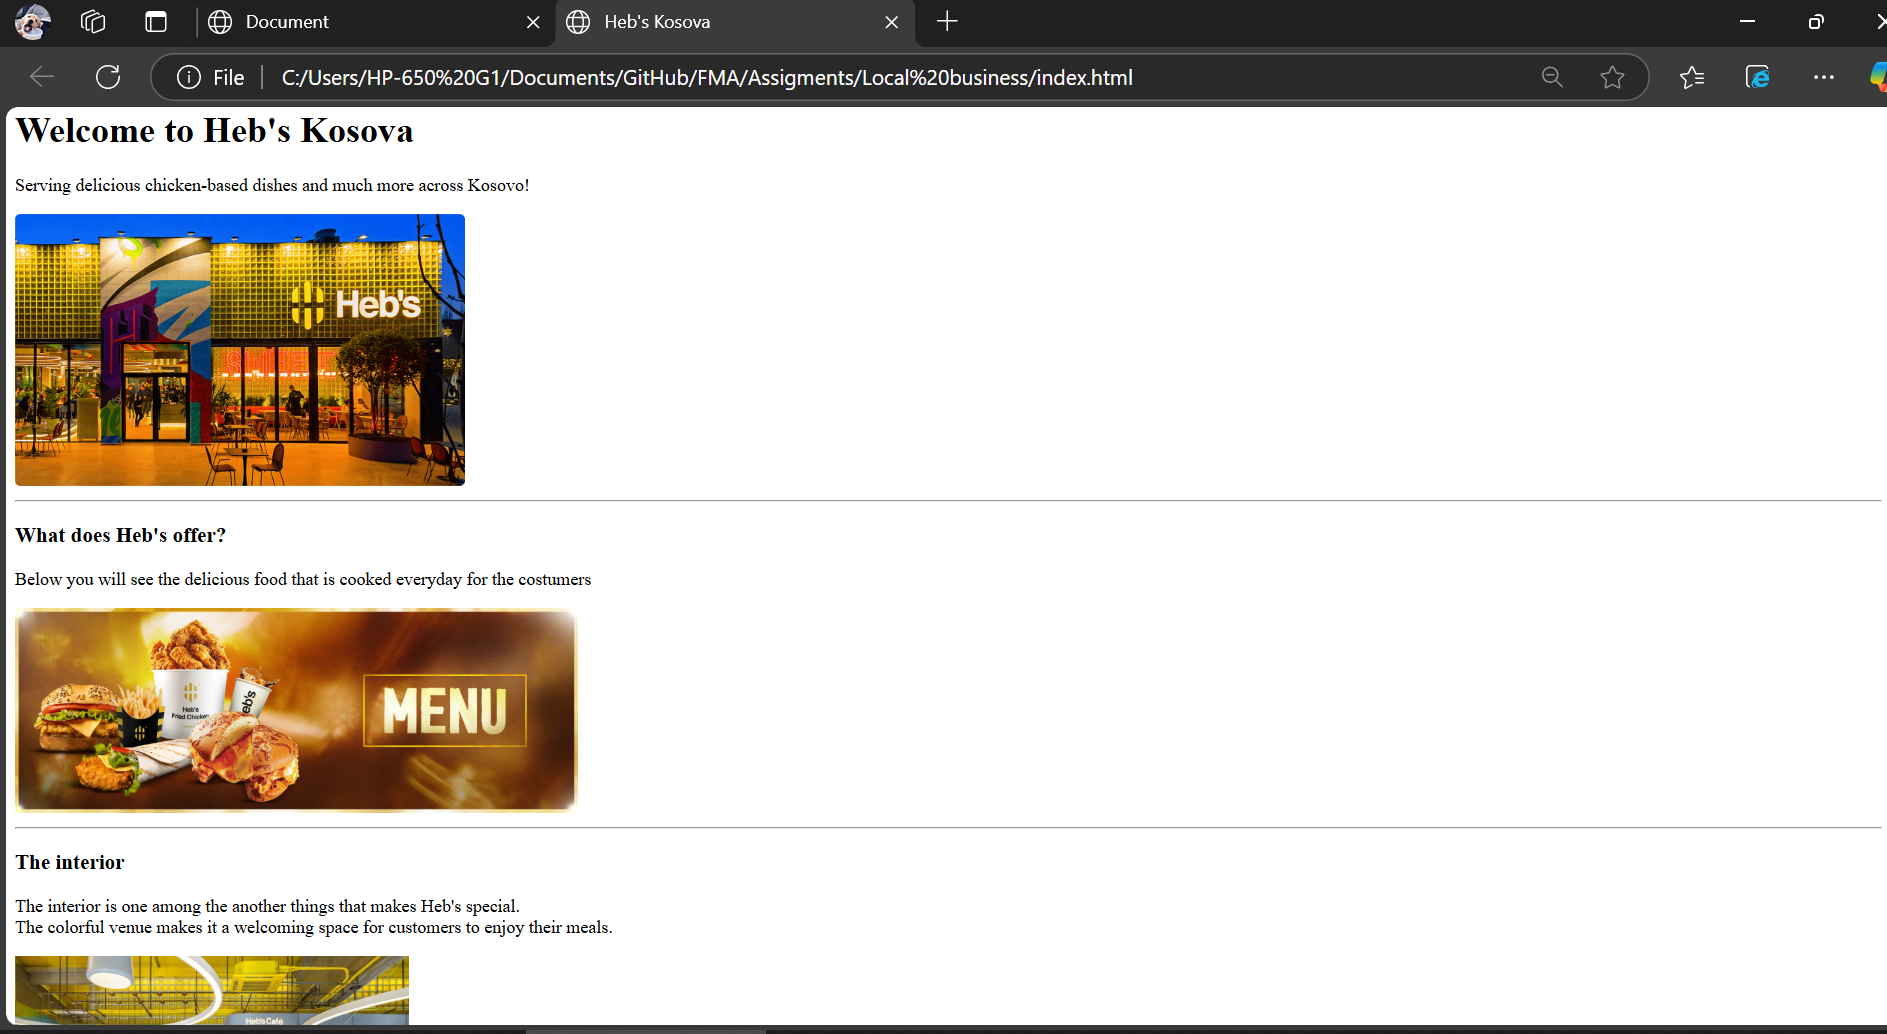 Document
Heb's Kosova
File
C:/Users/HP-650%20G1/Documents/GitHub/FMA/Assigments/Local%20business/index.html
Welcome to Heb's Kosova
Serving delicious chicken-based dishes and much more across Kosovo!
Heb's
What does Heb's offer?
Below you will see the delicious food that is cooked everyday for the costumers
Heb's
Fried Chicken
eb's
MENU
The interior
The interior is one among the another things that makes Heb's special.
The colorful venue makes it a welcoming space for customers to enjoy their meals.
Heb's Café